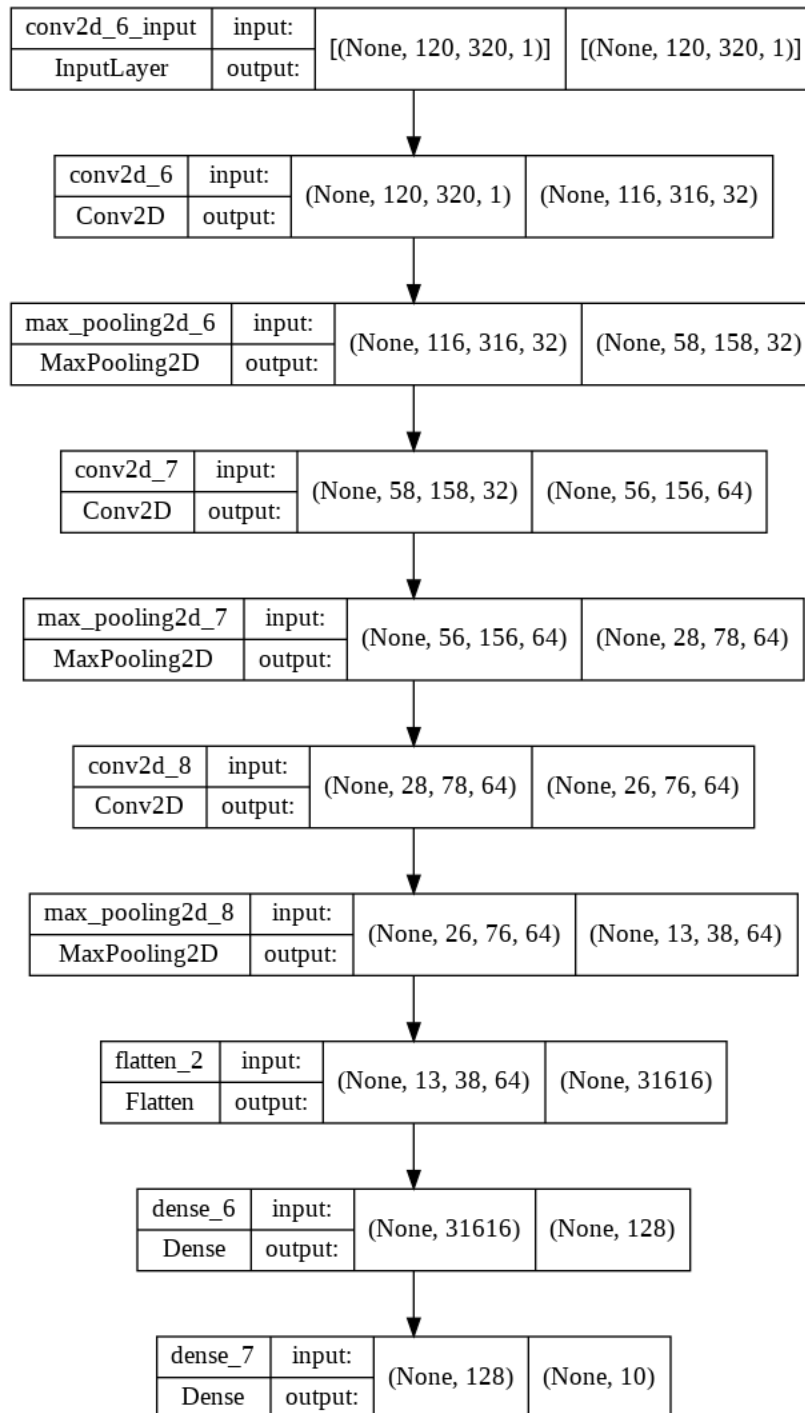 conv2d_6_input input: [(None, 120, 320, 1)] [(None, 120, 320, 1)]
InputLayer output:
conv2d_6 input: (None, 120, 320, 1) (None, 116, 316, 32)
Conv2D output:
max_pooling2d_6 input: (None, 116, 316, 32) (None, 58, 158, 32)
MaxPooling2D output:
conv2d_7 input: (None, 58, 158, 32) (None, 56, 156, 64)
Conv2D output:
max_pooling2d_7 input: (None, 56, 156, 64) (None, 28, 78, 64)
MaxPooling2D output:
conv2d_8 input: (None, 28, 78, 64) (None, 26, 76, 64)
Conv2D output:
max_pooling2d_8 input: (None, 26, 76, 64) (None, 13, 38, 64)
MaxPooling2D output:
flatten_2 input: (None, 13, 38, 64) (None, 31616)
Flatten output:
dense_6 input: (None, 31616) (None, 128)
Dense output:
dense_7 input: (None, 128) (None, 10)
Dense output: